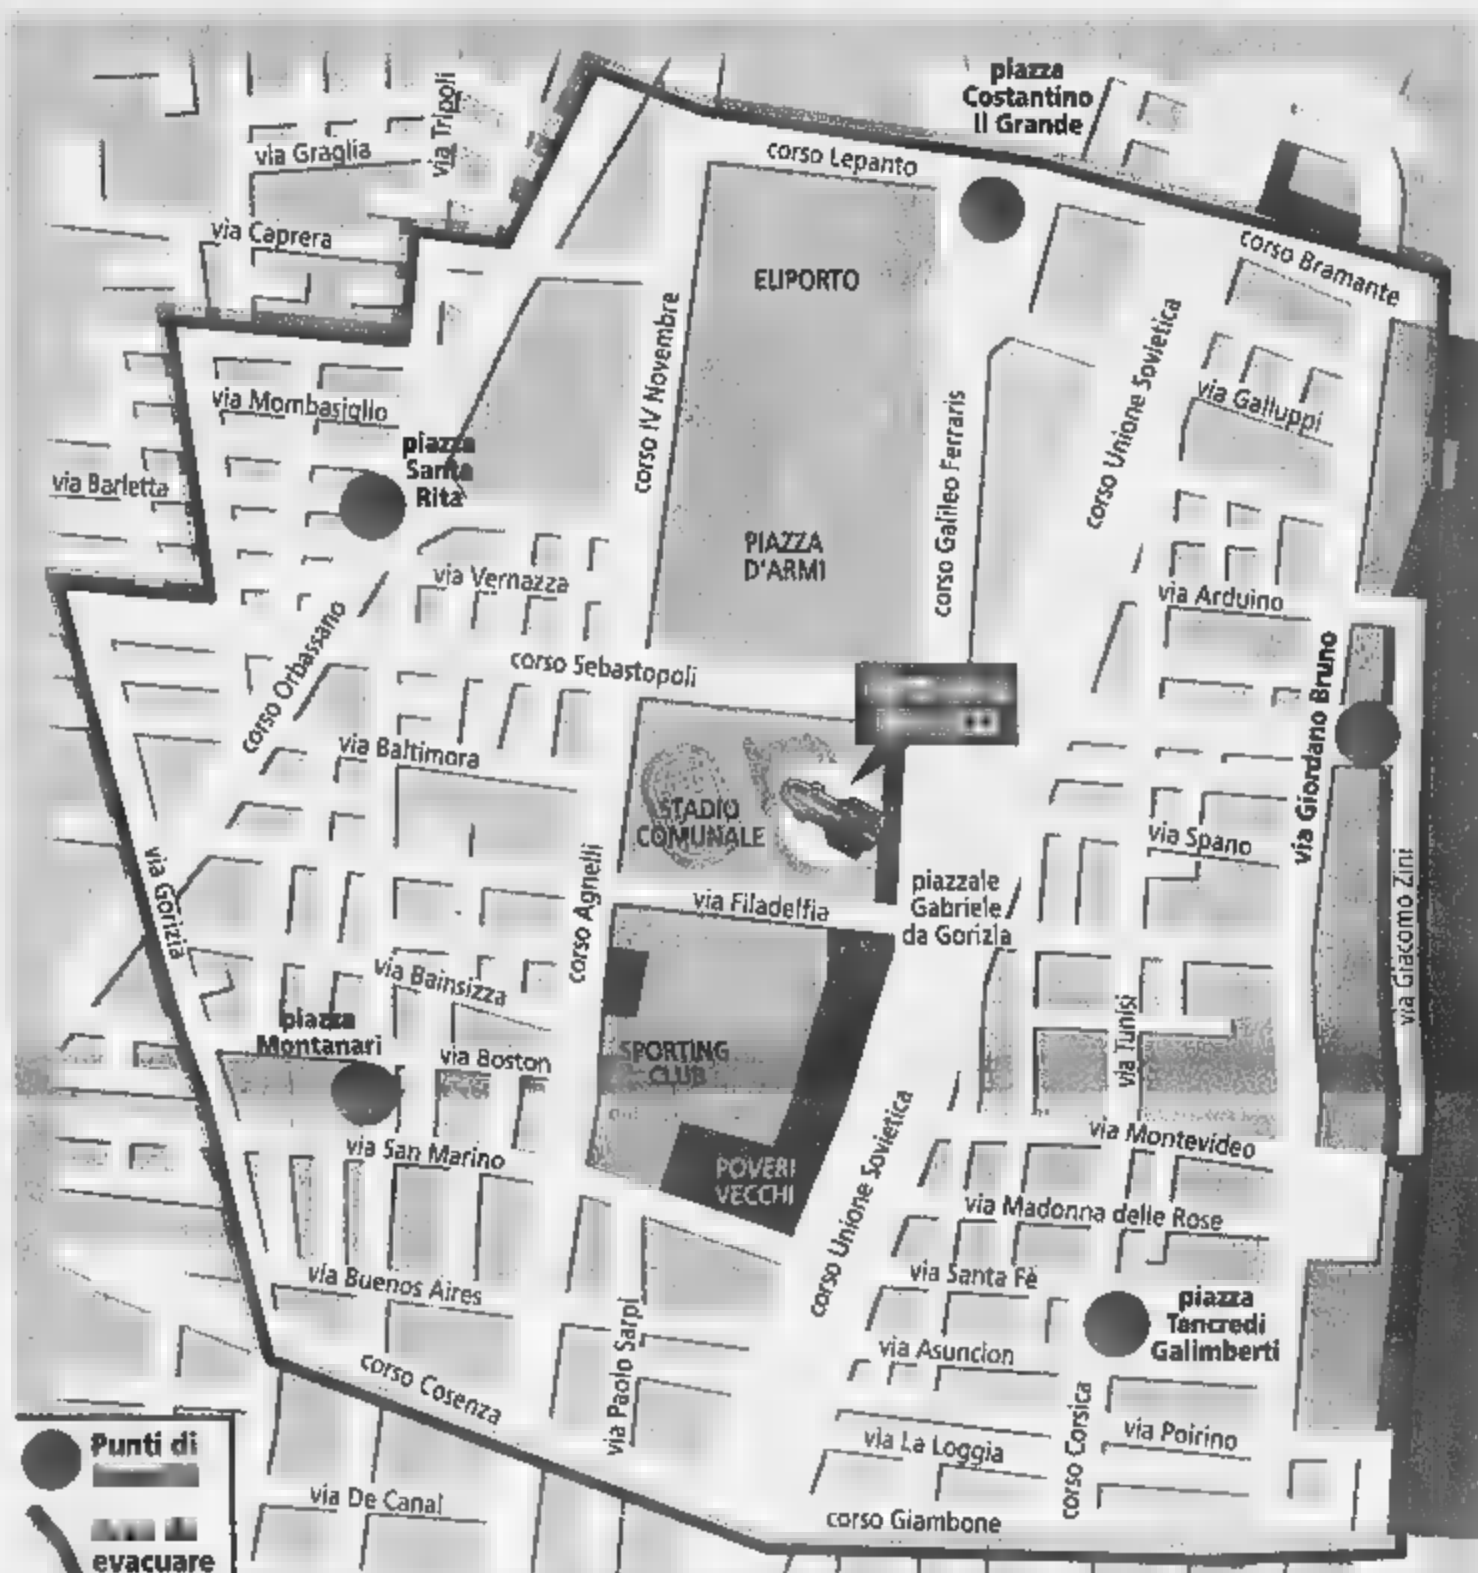 piazza
Costantino
Il Grande
via Tripoli
via Graglia
corso Lepanto
via Caprera
corso Bramante
ELIPORTO
corso IV Novembre
corso Unione Sovietica
via Mombasiglio
via Galluppi
corso Galileo Ferraris
piazza
Santa
Rita
via Barletta
PIAZZA
D'ARMI
via Vernazza
via Arduino
corso Orbassano
corso Sebastopoli
via Giordano Bruno
via Baltimora
STADIO
COMUNALE
via Spano
via Gorizia
corso Agnelli
via Filadelfia
piazzale
Gabriele
da Gorizia
via Giacomo Zini
via Bainsizza
piazza
Montanari
via Boston
SPORTING
CLUB
via Tunisi
via San Marino
via Montevideo
POVERI
VECCHI
corso Unione Sovietica
via Madonna delle Rose
via Buenos Aires
via Santa Fè
piazza
Tancredi
Galimberti
via Paolo Sarpi
via Asuncion
corso Cosenza
corso Corsica
via Poirino
via La Loggia
Punti di
via De Canal
corso Giambone
evacuare